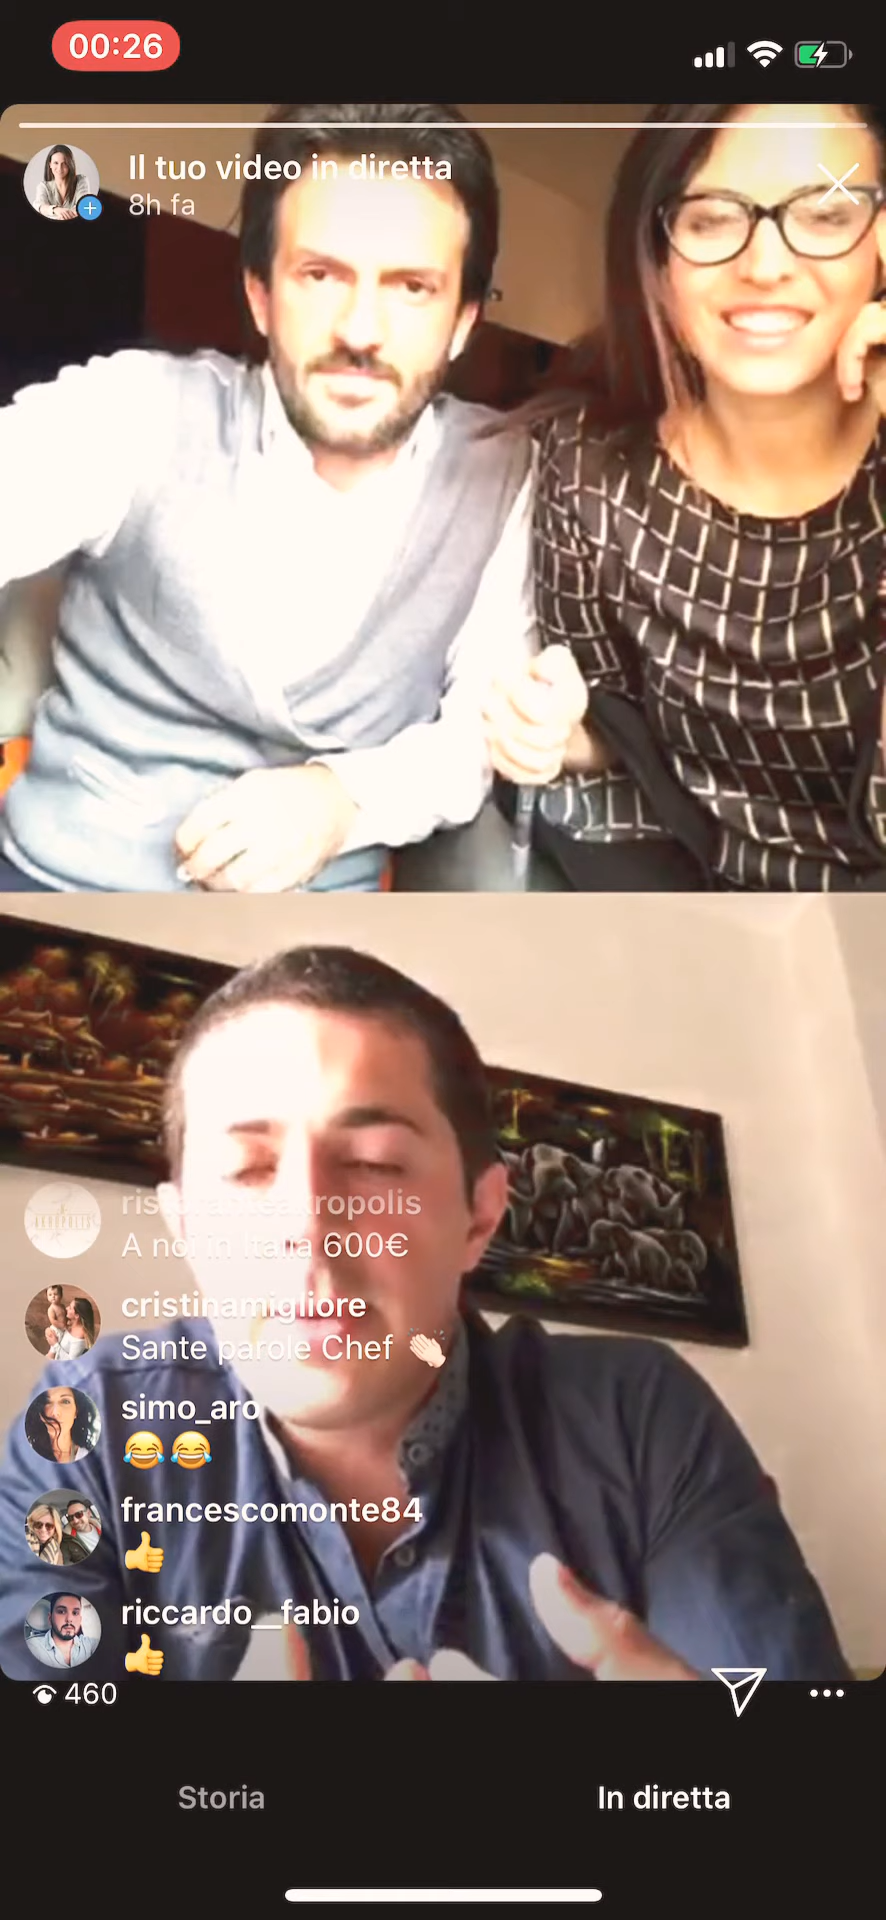 00:26
Il tuo video in diretta
8h fa
ristoranteakropolis
A noi in Italia 600€
cristinamigliore
Sante parole Chef 👏🏻
simo_aro
😂😂
francescomonte84
👍
riccardo__fabio
👍
460
Storia
In diretta